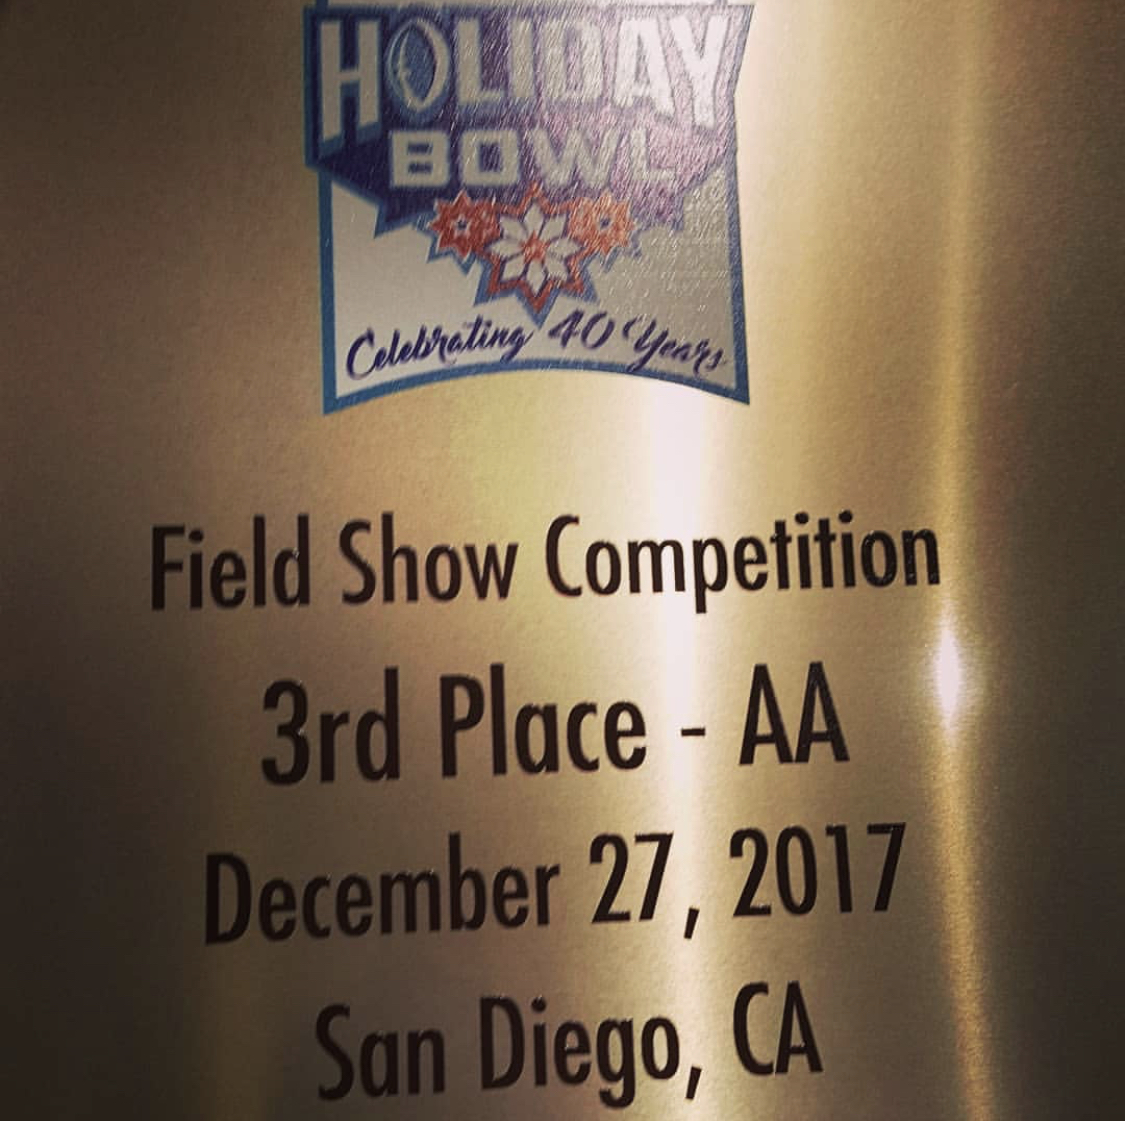 HOLIDAY
BOWL
Celebrating 40 Years
Field Show Competition
3rd Place - AA
December 27, 2017
San Diego, CA